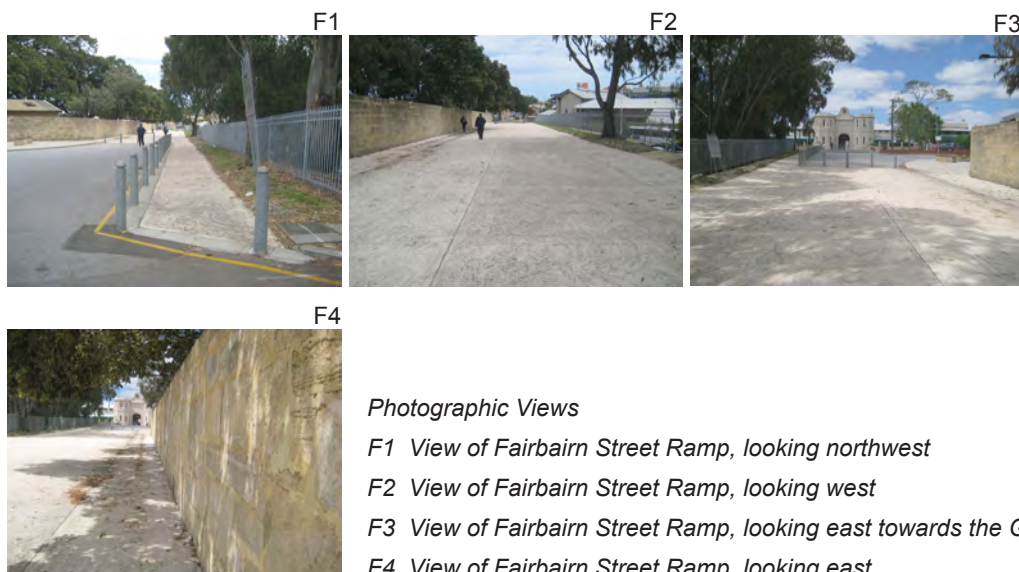 F1
F2
F3
F4
Photographic Views
F1 View of Fairbairn Street Ramp, looking northwest
F2 View of Fairbairn Street Ramp, looking west
F3 View of Fairbairn Street Ramp, looking east towards the
F4 View of Fairbairn Street Ramp, looking east